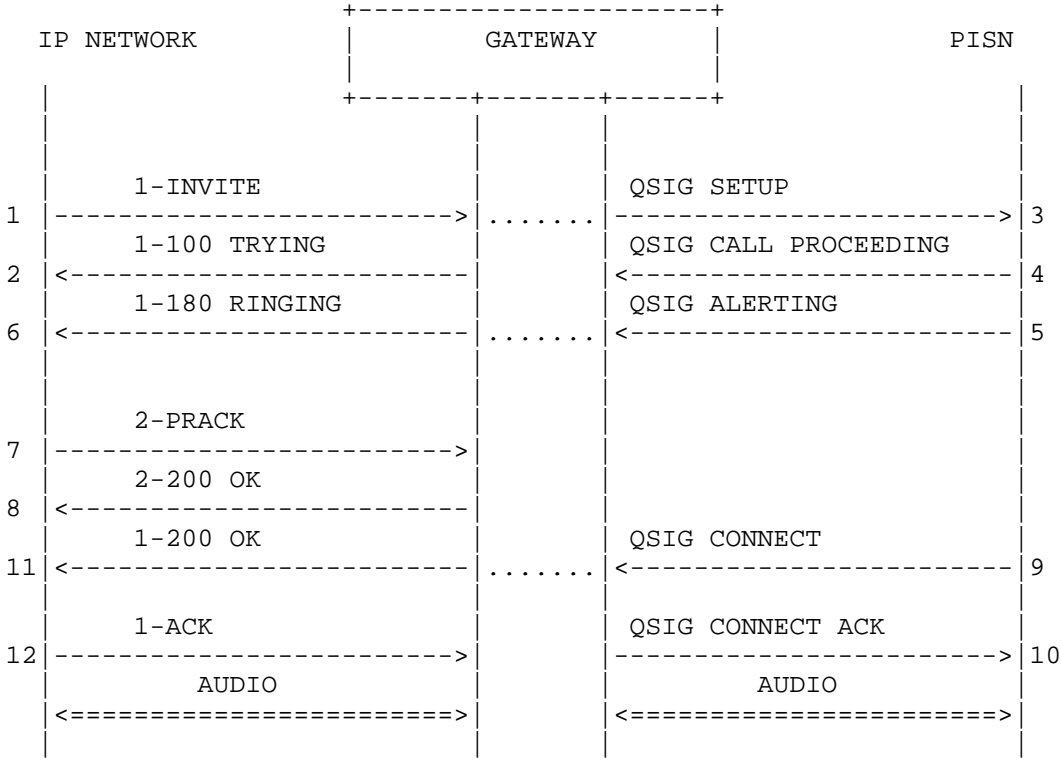 IP NETWORK GATEWAY PISN
1-INVITE QSIG SETUP
1 3
1-100 TRYING QSIG CALL PROCEEDING
2 4
1-180 RINGING QSIG ALERTING
6 5
2-PRACK
7
2-200 OK
8
1-200 OK QSIG CONNECT
11 9
1-ACK QSIG CONNECT ACK
12 10
AUDIO AUDIO